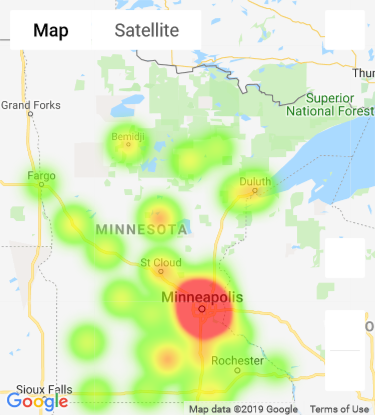 Map
Satellite
Thun
Grand Forks
Superior
National Forest
Bemidji
Fargo
Duluth
MINNESOTA
St Cloud
Minneapolis
Rochester
Sioux Falls
Google
Map data ©2019 Google
Terms of Use